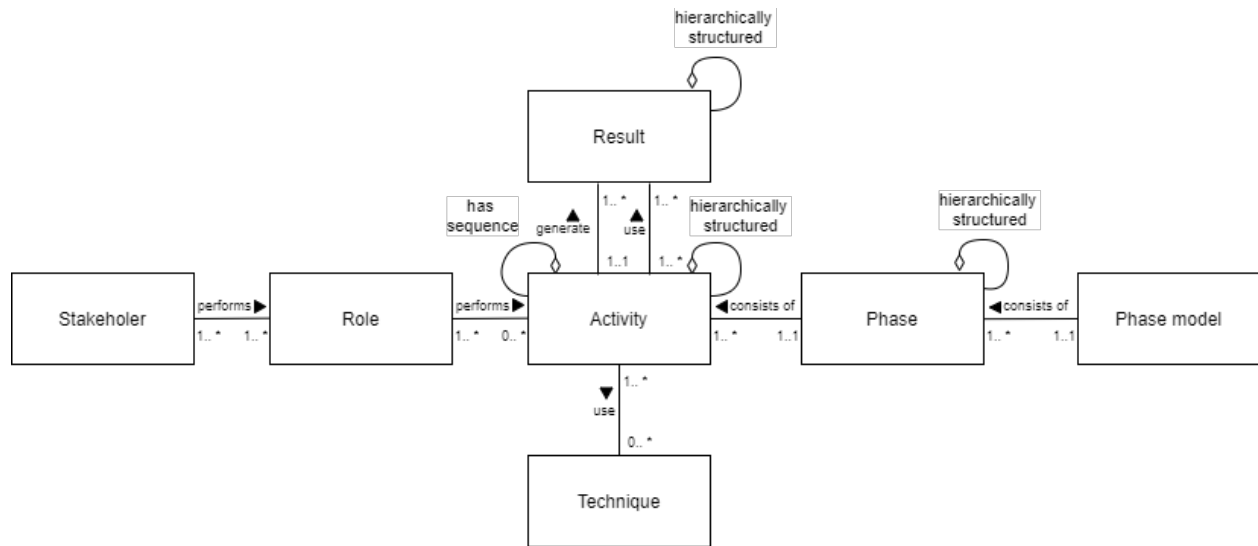 hierarchically
structured
Result
has
sequence
generate
1.. *
use
1.. *
hierarchically
structured
hierarchically
structured
1..1
1.. *
Stakeholer
performs
1.. *
1.. *
Role
performs
1.. *
0.. *
Activity
consists of
1.. *
1..1
Phase
consists of
1.. *
1..1
Phase model
use
1.. *
0.. *
Technique